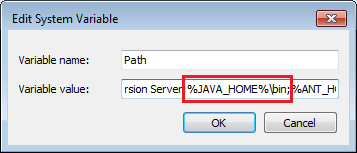 Edit System Variable
Variable name: Path
Variable value: rsion Server;%JAVA_HOME%\bin;%ANT_H
OK Cancel